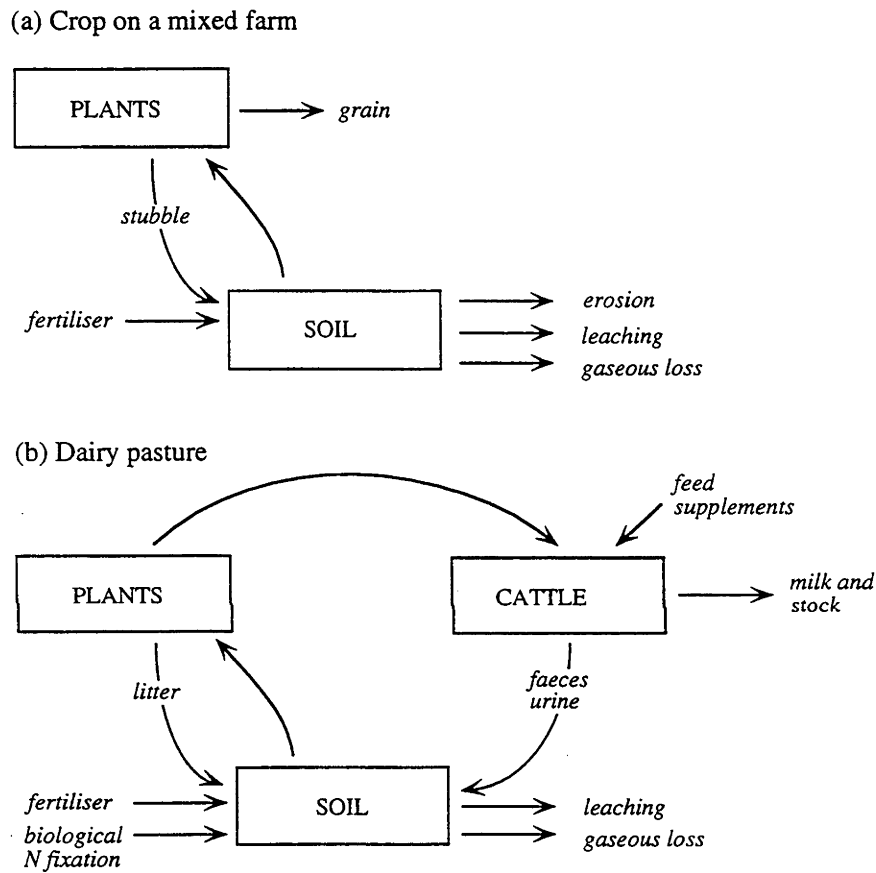 (a) Crop on a mixed farm
PLANTS
grain
stubble
fertiliser
SOIL
erosion
leaching
gaseous loss
(b) Dairy pasture
feed
supplements
PLANTS
CATTLE
milk and
stock
litter
faeces
urine
fertiliser
biological
N fixation
SOIL
leaching
gaseous loss